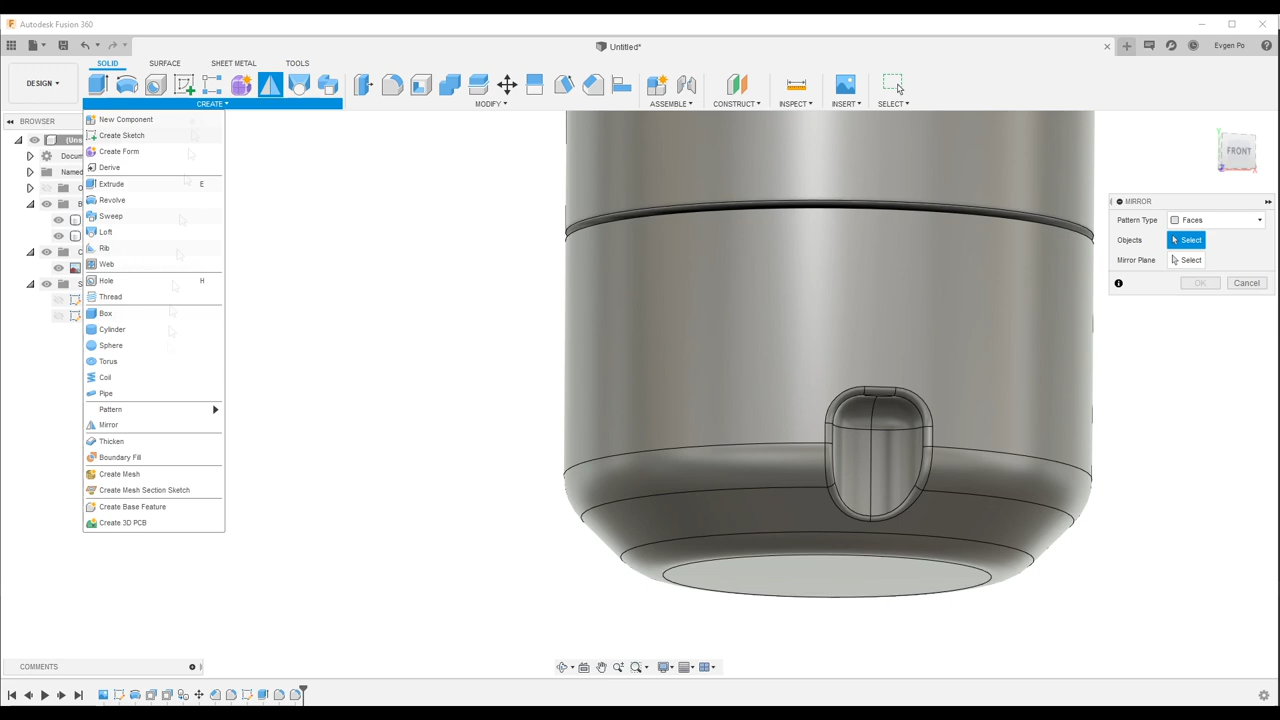 Autodesk Fusion 360
Untitled*
Evgen Po
DESIGN
SOLID
SURFACE
SHEET METAL
TOOLS
CREATE
MODIFY
ASSEMBLE
CONSTRUCT
INSPECT
INSERT
SELECT
BROWSER
(Uns
Docum
Named
O
B
C
S
New Component
Create Sketch
Create Form
Derive
Extrude E
Revolve
Sweep
Loft
Rib
Web
Hole H
Thread
Box
Cylinder
Sphere
Torus
Coil
Pipe
Pattern
Mirror
Thicken
Boundary Fill
Create Mesh
Create Mesh Section Sketch
Create Base Feature
Create 3D PCB
FRONT
MIRROR
Pattern Type Faces
Objects Select
Mirror Plane Select
OK Cancel
COMMENTS